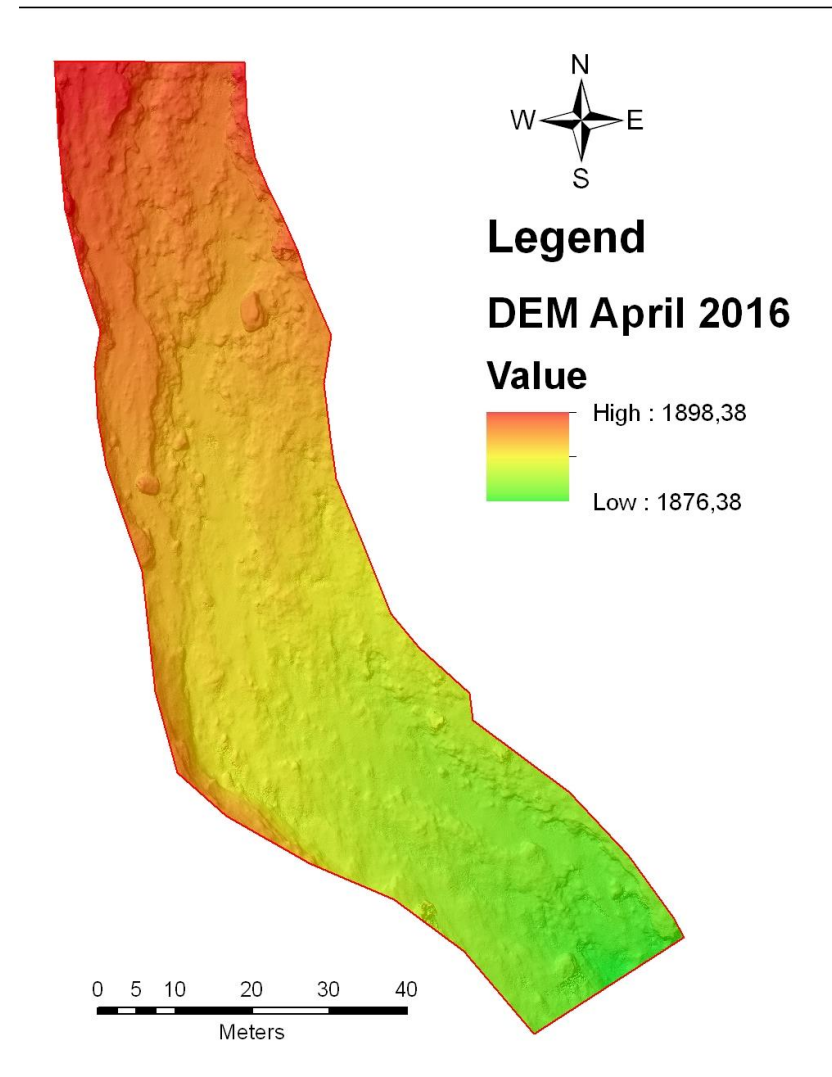 N
W E
S
Legend
DEM April 2016
Value
High : 1898,38
Low : 1876,38
0 5 10 20 30 40
Meters